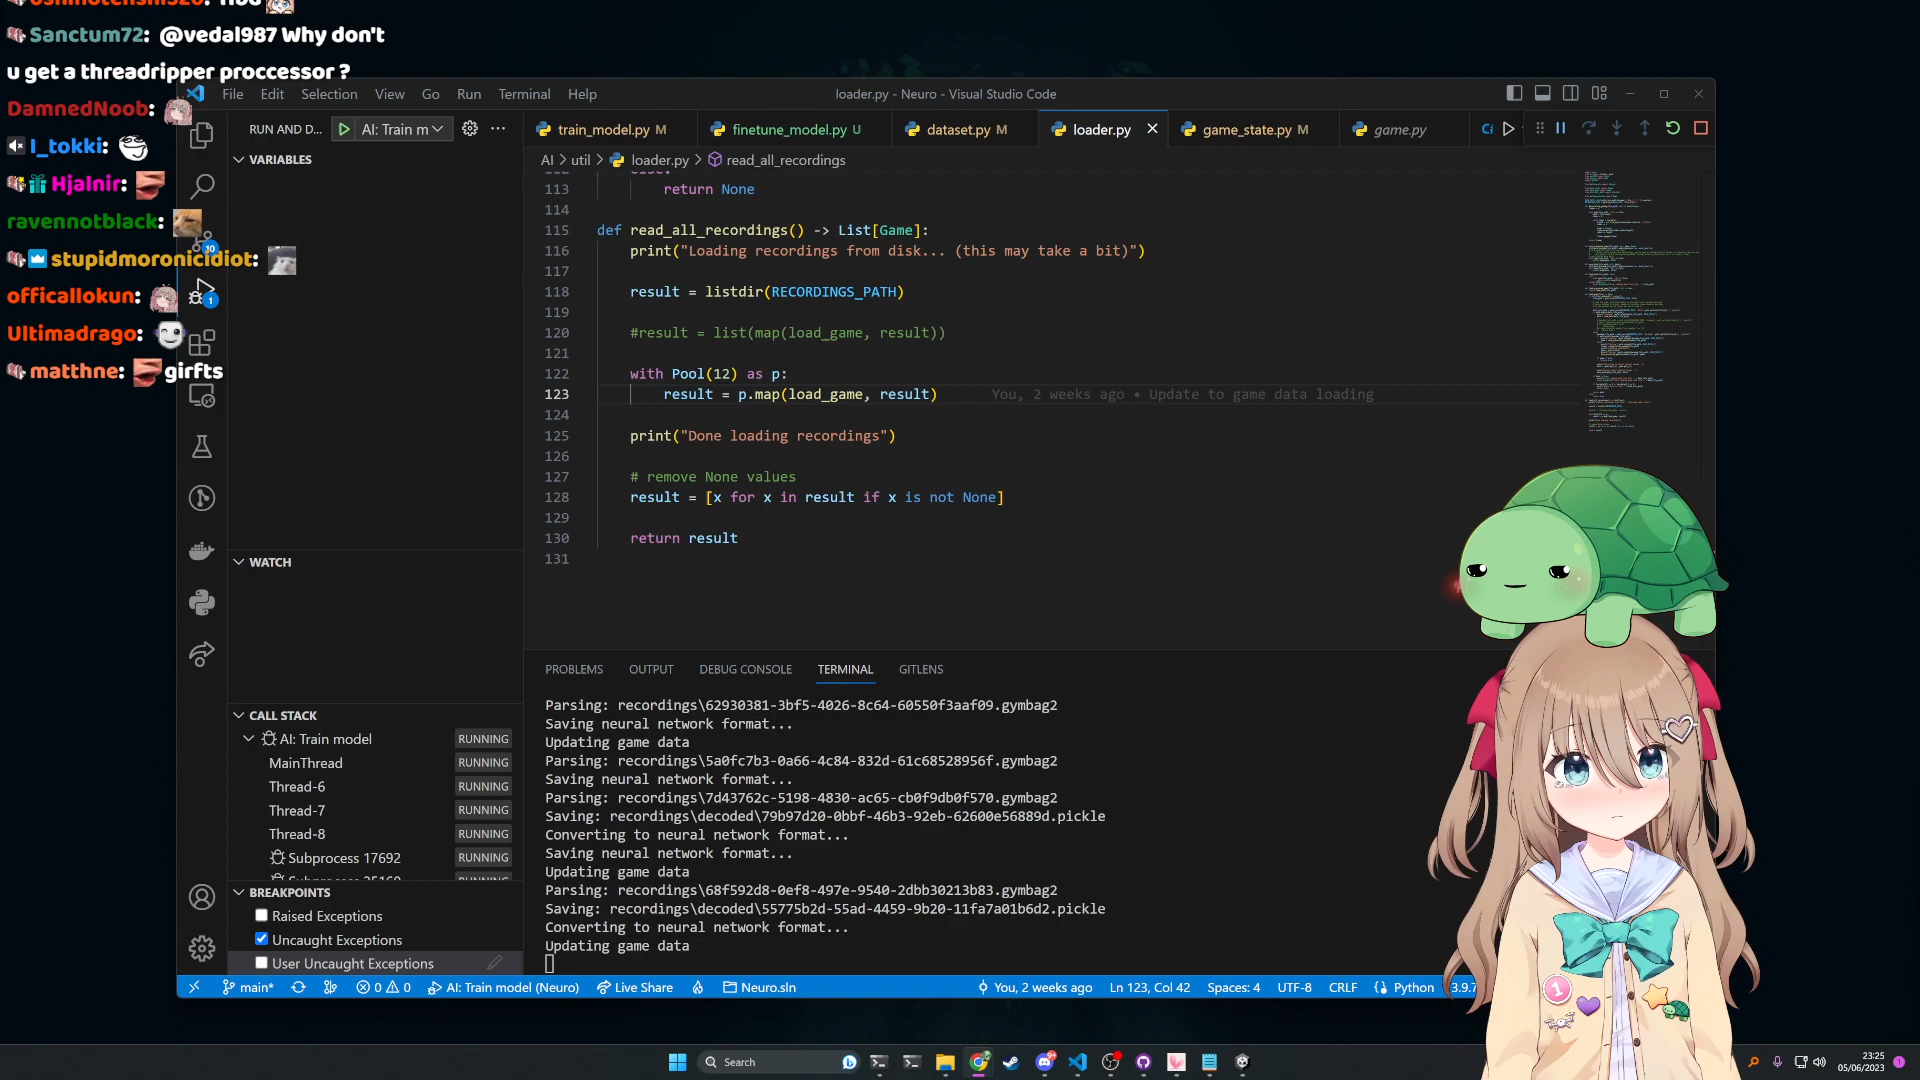 Sanctum72: @vedal987 Why don't
u get a threadripper proccessor ?
DamnedNoob:
I_tokki:
Hjalnir:
ravennotblack:
stupidmoronicidiot:
officallokun:
Ultimadrago:
matthne: girfts
File Edit Selection View Go Run Terminal Help
loader.py - Neuro - Visual Studio Code
RUN AND D... AI: Train m
train_model.py M
finetune_model.py U
dataset.py M
loader.py
game_state.py M
game.py
VARIABLES
AI > util > loader.py > read_all_recordings
113 return None
114
115 def read_all_recordings() -> List[Game]:
116 print("Loading recordings from disk... (this may take a bit)")
117
118 result = listdir(RECORDINGS_PATH)
119
120 #result = list(map(load_game, result))
121
122 with Pool(12) as p:
123 result = p.map(load_game, result) You, 2 weeks ago • Update to game data loading
124
125 print("Done loading recordings")
126
127 # remove None values
128 result = [x for x in result if x is not None]
129
130 return result
131
10
1
WATCH
CALL STACK
AI: Train model RUNNING
MainThread RUNNING
Thread-6 RUNNING
Thread-7 RUNNING
Thread-8 RUNNING
Subprocess 17692 RUNNING
BREAKPOINTS
Raised Exceptions
Uncaught Exceptions
User Uncaught Exceptions
PROBLEMS OUTPUT DEBUG CONSOLE TERMINAL GITLENS
Parsing: recordings\62930381-3bf5-4026-8c64-60550f3aaf09.gymbag2
Saving neural network format...
Updating game data
Parsing: recordings\5a0fc7b3-0a66-4c84-832d-61c68528956f.gymbag2
Saving neural network format...
Parsing: recordings\7d43762c-5198-4830-ac65-cb0f9db0f570.gymbag2
Saving: recordings\decoded\79b97d20-0bbf-46b3-92eb-62600e56889d.pickle
Converting to neural network format...
Saving neural network format...
Updating game data
Parsing: recordings\68f592d8-0ef8-497e-9540-2dbb30213b83.gymbag2
Saving: recordings\decoded\55775b2d-55ad-4459-9b20-11fa7a01b6d2.pickle
Converting to neural network format...
Updating game data
main* 0 0 AI: Train model (Neuro) Live Share Neuro.sln
You, 2 weeks ago Ln 123, Col 42 Spaces: 4 UTF-8 CRLF Python 3.9.7
1
Search
23:25
05/06/2023